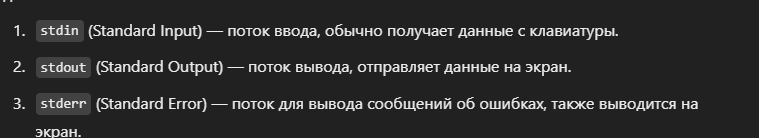 1. stdin (Standard Input) — поток ввода, обычно получает данные с клавиатуры.
2. stdout (Standard Output) — поток вывода, отправляет данные на экран.
3. stderr (Standard Error) — поток для вывода сообщений об ошибках, также выводится на
экран.